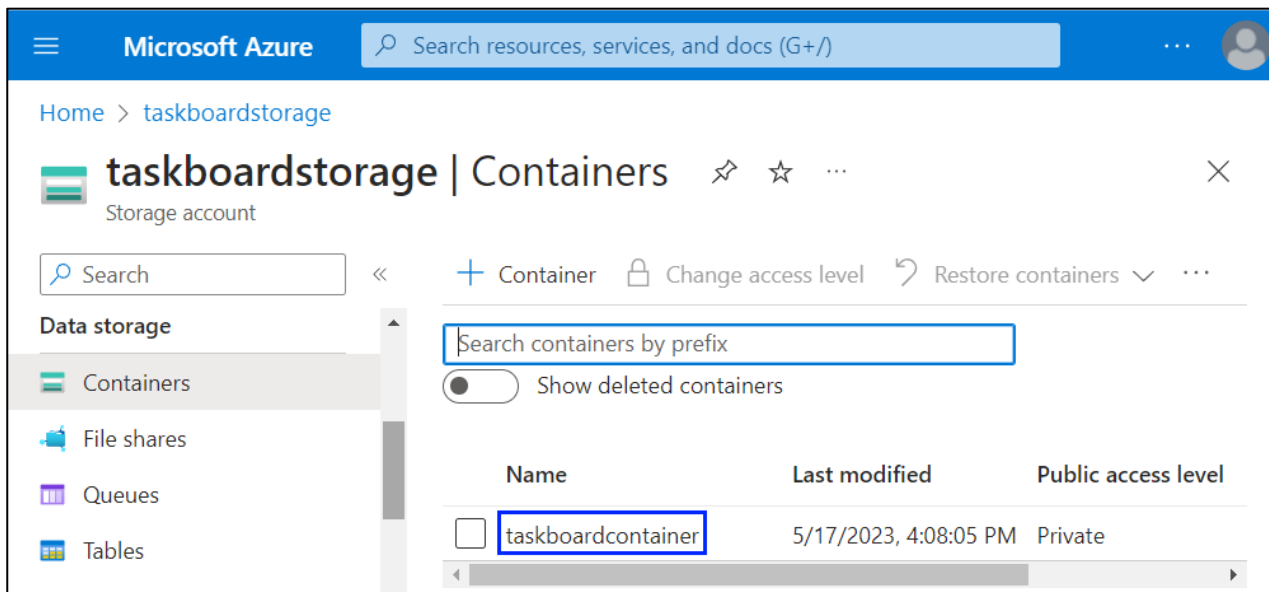 Microsoft Azure
Search resources, services, and docs (G+/)
Home > taskboardstorage
taskboardstorage | Containers
Storage account
Search
+ Container
Change access level
Restore containers
Data storage
Search containers by prefix
Containers
Show deleted containers
File shares
Queues
Tables
Name Last modified Public access level
taskboardcontainer 5/17/2023, 4:08:05 PM Private